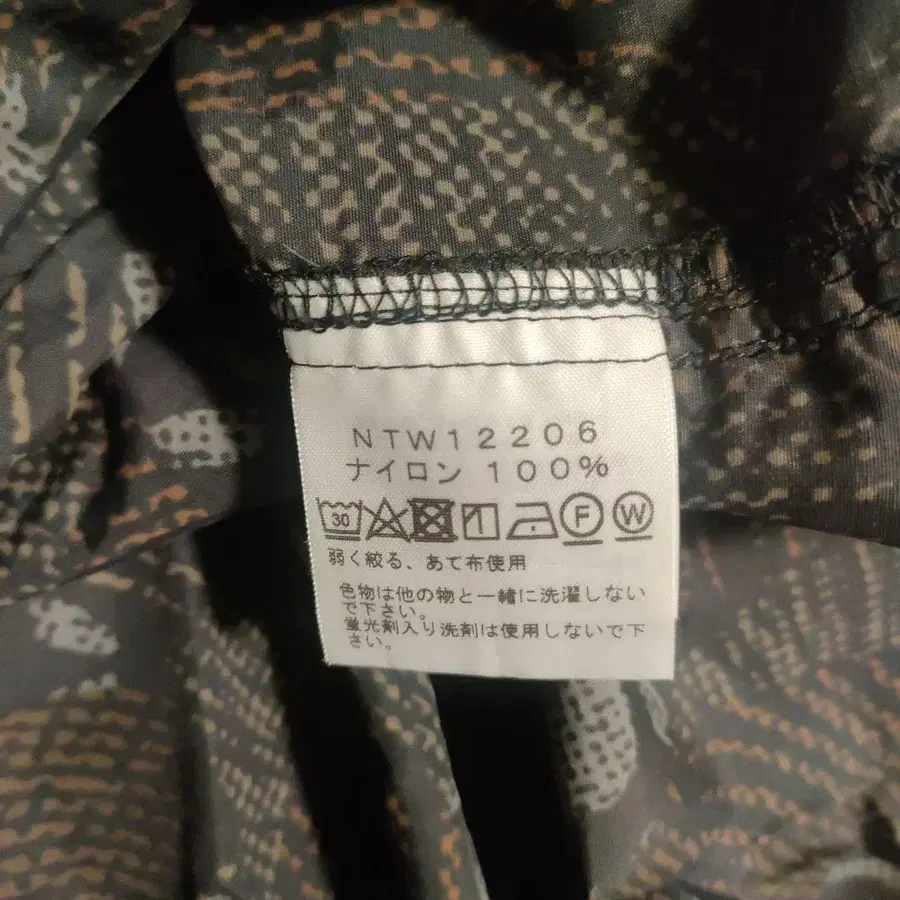 NTW12206
ナイロン 100%
30 F W
弱く絞る、あて布使用
色物は他の物と一緒に洗濯しない
で下さい。
蛍光剤入り洗剤は使用しないで下
さい。